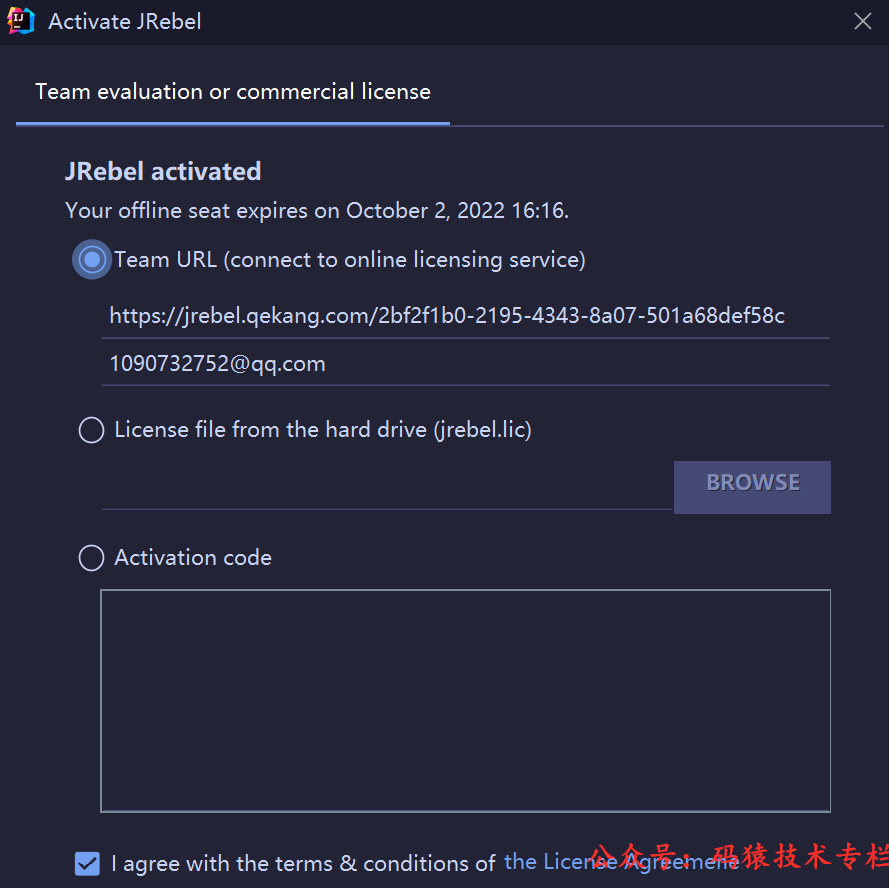 Activate JRebel
Team evaluation or commercial license
JRebel activated
Your offline seat expires on October 2, 2022 16:16.
Team URL (connect to online licensing service)
https://jrebel.qekang.com/2bf2f1b0-2195-4343-8a07-501a68def58c
1090732752@qq.com
License file from the hard drive (jrebel.lic)
BROWSE
Activation code
I agree with the terms & conditions of the License Agreement
公众号：码猿技术专栏